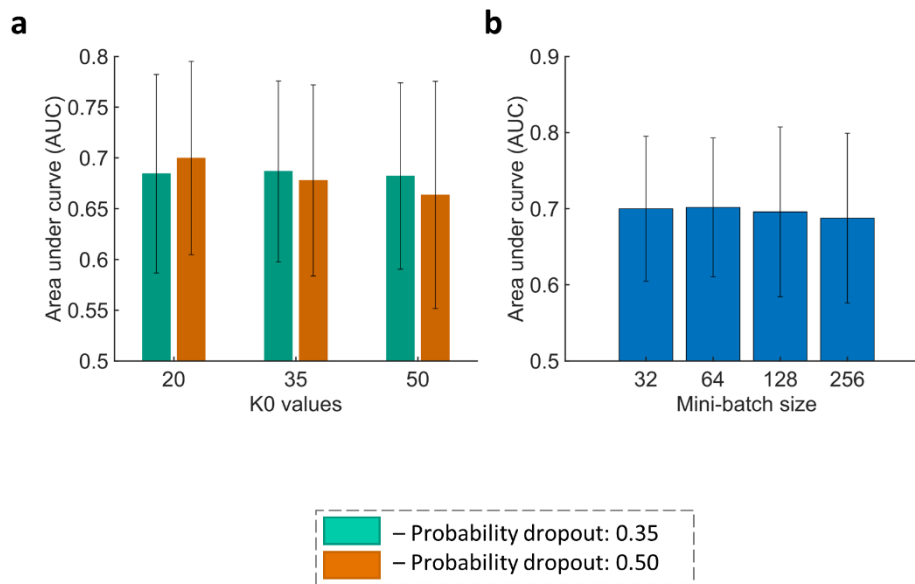 a
0.8
0.75
0.7
0.65
0.6
0.55
0.5
Area under curve (AUC)
20 35 50
K0 values
b
0.9
0.8
0.7
0.6
0.5
Area under curve (AUC)
32 64 128 256
Mini-batch size
– Probability dropout: 0.35
– Probability dropout: 0.50